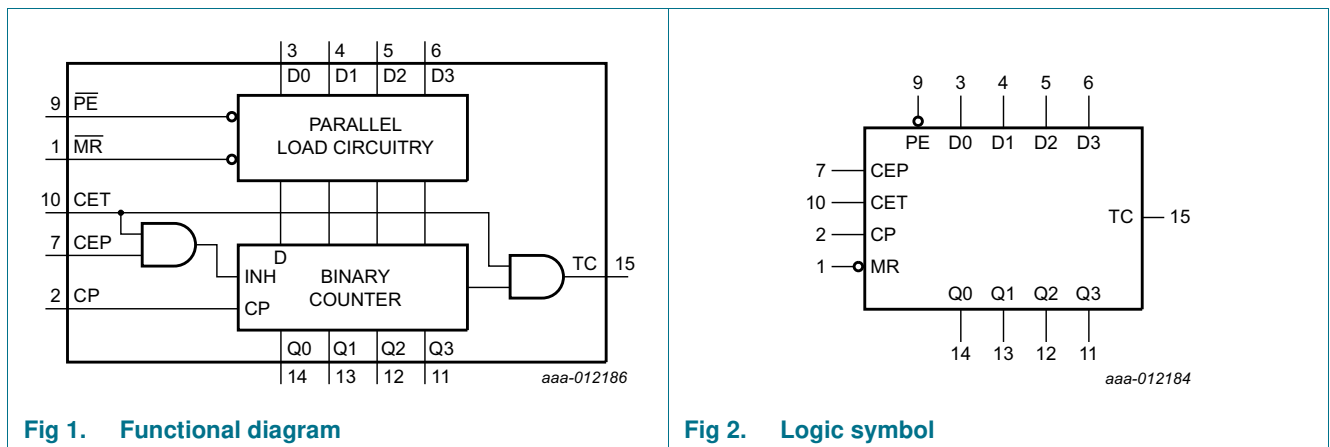 3 4 5 6
D0 D1 D2 D3
9 PE
PARALLEL
LOAD CIRCUITRY
1 MR
10 CET
7 CEP
D
INH
BINARY
COUNTER
TC 15
2 CP
CP
Q0 Q1 Q2 Q3
14 13 12 11
aaa-012186
Fig 1. Functional diagram
9 3 4 5 6
PE D0 D1 D2 D3
7 CEP
10 CET
TC 15
2 CP
1 MR
Q0 Q1 Q2 Q3
14 13 12 11
aaa-012184
Fig 2. Logic symbol